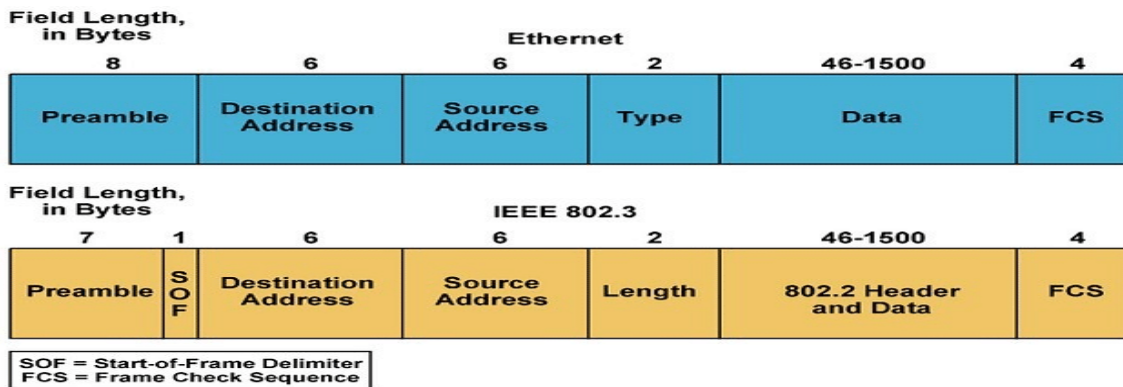 Field Length,
in Bytes
Ethernet
8 6 6 2 46-1500 4
Preamble Destination Address Source Address Type Data FCS
Field Length,
in Bytes
IEEE 802.3
7 1 6 6 2 46-1500 4
Preamble SOF Destination Address Source Address Length 802.2 Header and Data FCS
SOF = Start-of-Frame Delimiter
FCS = Frame Check Sequence